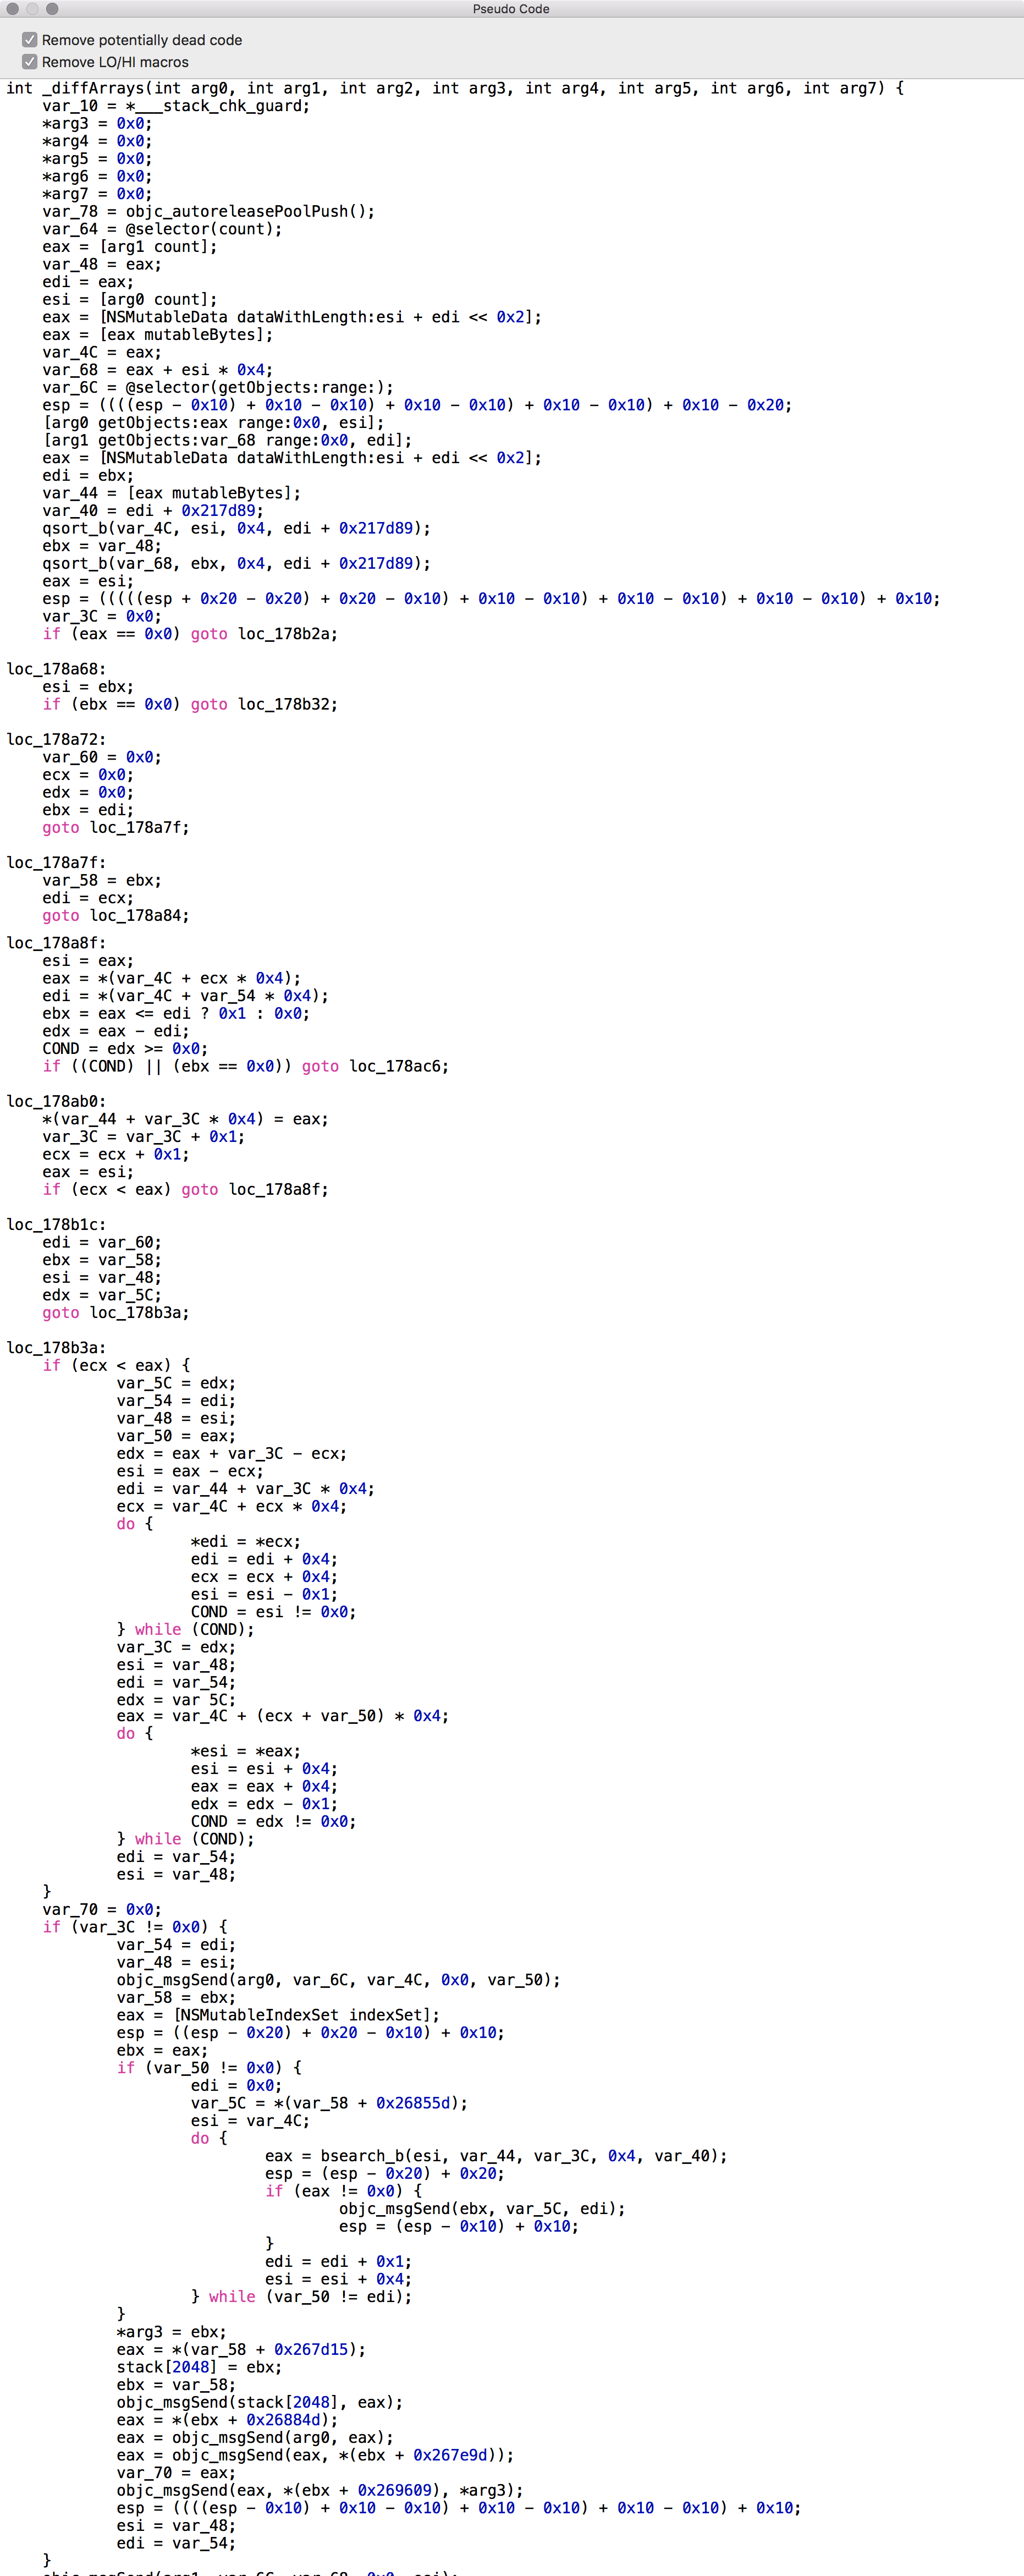 Pseudo Code
Remove potentially dead code
Remove LO/HI macros
int _diffArrays(int arg0, int arg1, int arg2, int arg3, int arg4, int arg5, int arg6, int arg7) {
    var_10 = *___stack_chk_guard;
    *arg3 = 0x0;
    *arg4 = 0x0;
    *arg5 = 0x0;
    *arg6 = 0x0;
    *arg7 = 0x0;
    var_78 = objc_autoreleasePoolPush();
    var_64 = @selector(count);
    eax = [arg1 count];
    var_48 = eax;
    edi = eax;
    esi = [arg0 count];
    eax = [NSMutableData dataWithLength:esi + edi << 0x2];
    eax = [eax mutableBytes];
    var_4C = eax;
    var_68 = eax + esi * 0x4;
    var_6C = @selector(getObjects:range:);
    esp = ((((esp - 0x10) + 0x10 - 0x10) + 0x10 - 0x10) + 0x10 - 0x10) + 0x10 - 0x20;
    [arg0 getObjects:eax range:0x0, esi];
    [arg1 getObjects:var_68 range:0x0, edi];
    eax = [NSMutableData dataWithLength:esi + edi << 0x2];
    edi = ebx;
    var_44 = [eax mutableBytes];
    var_40 = edi + 0x217d89;
    qsort_b(var_4C, esi, 0x4, edi + 0x217d89);
    ebx = var_48;
    qsort_b(var_68, ebx, 0x4, edi + 0x217d89);
    eax = esi;
    esp = (((((esp + 0x20 - 0x20) + 0x20 - 0x10) + 0x10 - 0x10) + 0x10 - 0x10) + 0x10 - 0x10) + 0x10;
    var_3C = 0x0;
    if (eax == 0x0) goto loc_178b2a;
loc_178a68:
    esi = ebx;
    if (ebx == 0x0) goto loc_178b32;
loc_178a72:
    var_60 = 0x0;
    ecx = 0x0;
    edx = 0x0;
    ebx = edi;
    goto loc_178a7f;
loc_178a7f:
    var_58 = ebx;
    edi = ecx;
    goto loc_178a84;
loc_178a8f:
    esi = eax;
    eax = *(var_4C + ecx * 0x4);
    edi = *(var_4C + var_54 * 0x4);
    ebx = eax <= edi ? 0x1 : 0x0;
    edx = eax - edi;
    COND = edx >= 0x0;
    if ((COND) || (ebx == 0x0)) goto loc_178ac6;
loc_178ab0:
    *(var_44 + var_3C * 0x4) = eax;
    var_3C = var_3C + 0x1;
    ecx = ecx + 0x1;
    eax = esi;
    if (ecx < eax) goto loc_178a8f;
loc_178b1c:
    edi = var_60;
    ebx = var_58;
    esi = var_48;
    edx = var_5C;
    goto loc_178b3a;
loc_178b3a:
    if (ecx < eax) {
            var_5C = edx;
            var_54 = edi;
            var_48 = esi;
            var_50 = eax;
            edx = eax + var_3C - ecx;
            esi = eax - ecx;
            edi = var_44 + var_3C * 0x4;
            ecx = var_4C + ecx * 0x4;
            do {
                    *edi = *ecx;
                    edi = edi + 0x4;
                    ecx = ecx + 0x4;
                    esi = esi - 0x1;
                    COND = esi != 0x0;
            } while (COND);
            var_3C = edx;
            esi = var_48;
            edi = var_54;
            edx = var_5C;
            eax = var_4C + (ecx + var_50) * 0x4;
            do {
                    *esi = *eax;
                    esi = esi + 0x4;
                    eax = eax + 0x4;
                    edx = edx - 0x1;
                    COND = edx != 0x0;
            } while (COND);
            edi = var_54;
            esi = var_48;
    }
    var_70 = 0x0;
    if (var_3C != 0x0) {
            var_54 = edi;
            var_48 = esi;
            objc_msgSend(arg0, var_6C, var_4C, 0x0, var_50);
            var_58 = ebx;
            eax = [NSMutableIndexSet indexSet];
            esp = ((esp - 0x20) + 0x20 - 0x10) + 0x10;
            ebx = eax;
            if (var_50 != 0x0) {
                    edi = 0x0;
                    var_5C = *(var_58 + 0x26855d);
                    esi = var_4C;
                    do {
                            eax = bsearch_b(esi, var_44, var_3C, 0x4, var_40);
                            esp = (esp - 0x20) + 0x20;
                            if (eax != 0x0) {
                                    objc_msgSend(ebx, var_5C, edi);
                                    esp = (esp - 0x10) + 0x10;
                            }
                            edi = edi + 0x1;
                            esi = esi + 0x4;
                    } while (var_50 != edi);
            }
            *arg3 = ebx;
            eax = *(var_58 + 0x267d15);
            stack[2048] = ebx;
            ebx = var_58;
            objc_msgSend(stack[2048], eax);
            eax = *(ebx + 0x26884d);
            eax = objc_msgSend(arg0, eax);
            eax = objc_msgSend(eax, *(ebx + 0x267e9d));
            var_70 = eax;
            objc_msgSend(eax, *(ebx + 0x269609), *arg3);
            esp = ((((esp - 0x10) + 0x10 - 0x10) + 0x10 - 0x10) + 0x10 - 0x10) + 0x10;
            esi = var_48;
            edi = var_54;
    }